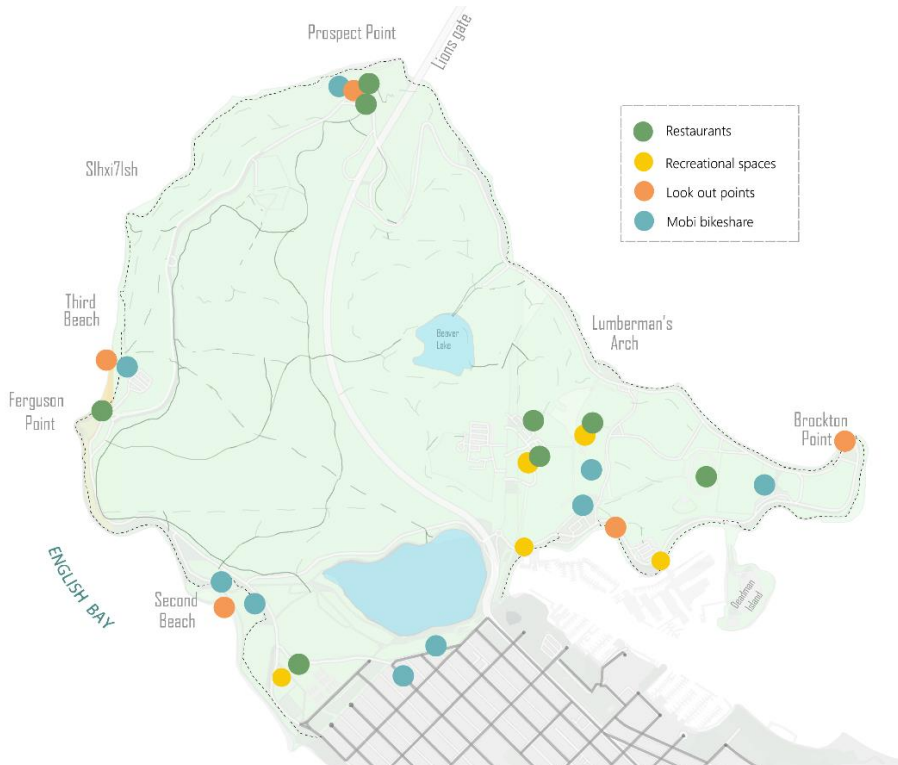 Prospect Point
Lions gate
Restaurants
Recreational spaces
Look out points
Mobi bikeshare
Slhxi7lsh
Third
Beach
Lumberman's
Arch
Beaver
Lake
Ferguson
Point
Brockton
Point
ENGLISH BAY
Second
Beach
Deadman
Island